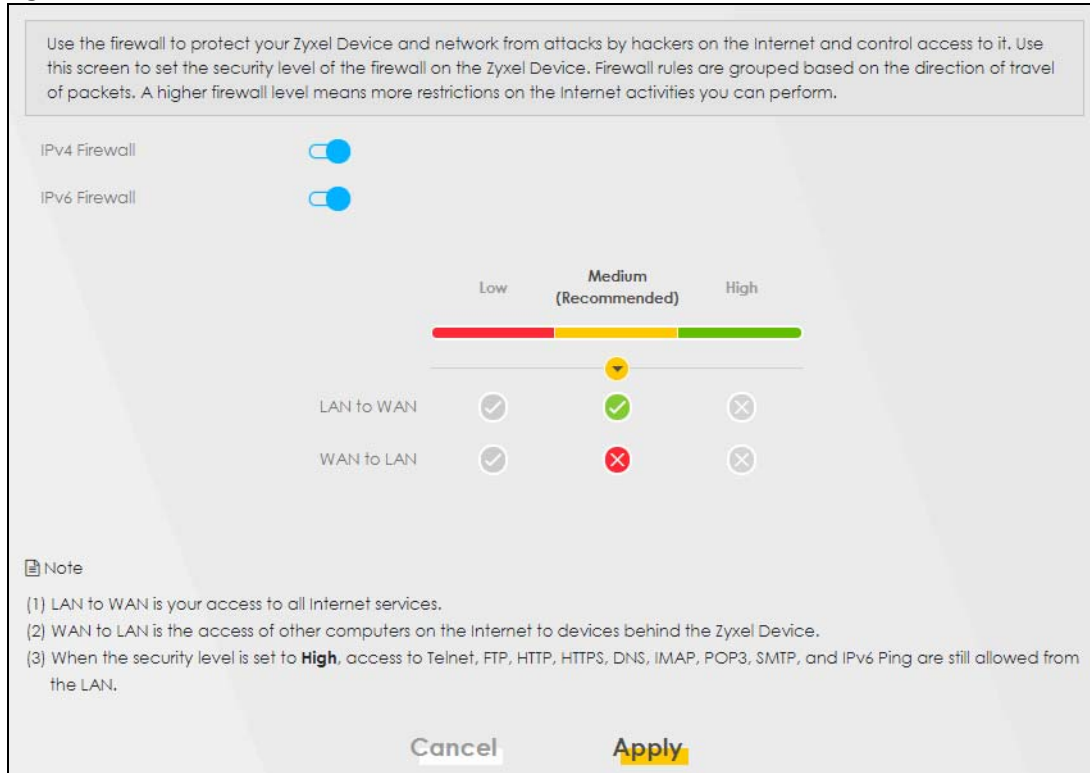 Use the firewall to protect your Zyxel Device and network from attacks by hackers on the Internet and control access to it. Use
this screen to set the security level of the firewall on the Zyxel Device. Firewall rules are grouped based on the direction of travel
of packets. A higher firewall level means more restrictions on the Internet activities you can perform.
IPv4 Firewall
IPv6 Firewall
Low
Medium
(Recommended)
High
LAN to WAN
WAN to LAN
Note
(1) LAN to WAN is your access to all Internet services.
(2) WAN to LAN is the access of other computers on the Internet to devices behind the Zyxel Device.
(3) When the security level is set to High, access to Telnet, FTP, HTTP, HTTPS, DNS, IMAP, POP3, SMTP, and IPv6 Ping are still allowed from
the LAN.
Cancel
Apply